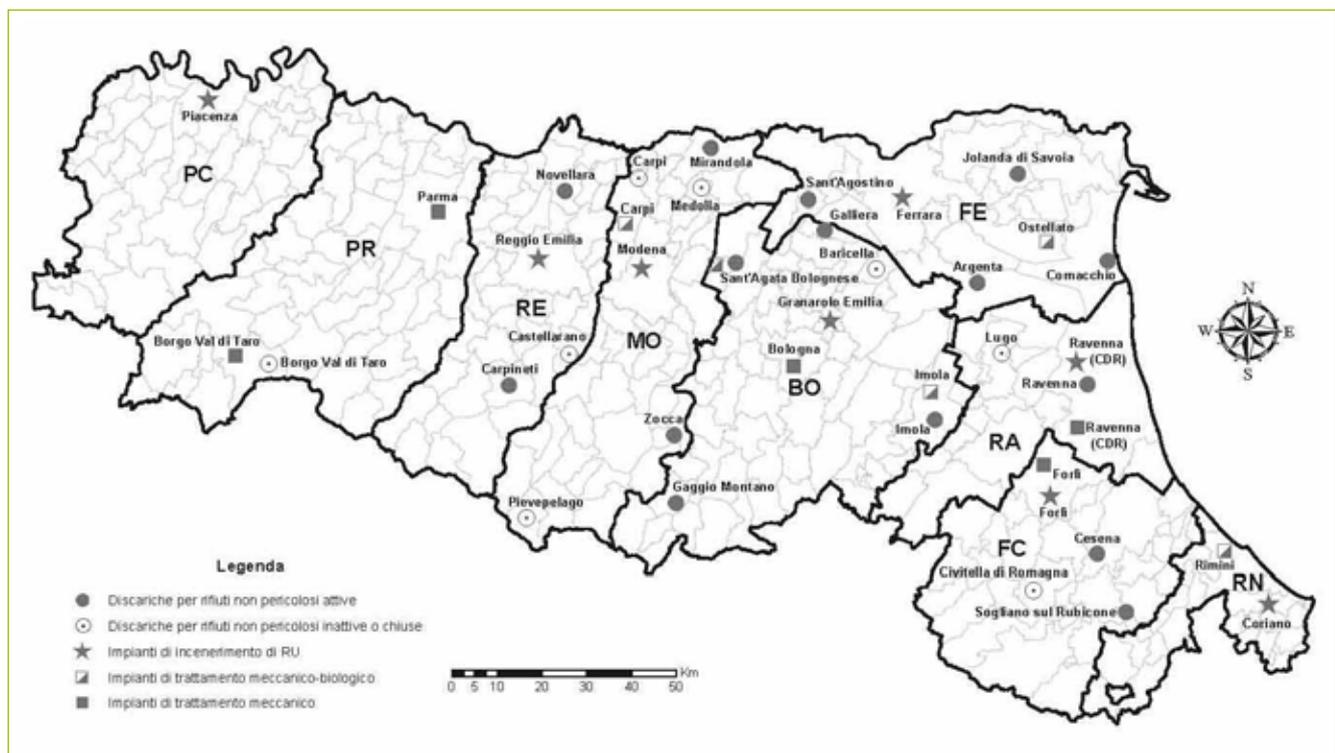 Piacenza
PC
Parma
PR
Borgo Val di Taro
Borgo Val di Taro
Novellara
Reggio Emilia
RE
Castellarano
Carpineti
Carpi
Mirandola
Medolla
Carpi
Modena
MO
Zocca
Pievepelago
Sant'Agostino
Galliera
Baricella
Sant'Agata Bolognese
Granarolo Emilia
Bologna
BO
Imola
Imola
Gaggio Montano
Jolanda di Savoia
Ferrara
FE
Ostellato
Argenta
Comacchio
Lugo
Ravenna
(CDR)
Ravenna
Ravenna
(CDR)
RA
Forlì
Forlì
FC
Cesena
Civitella di Romagna
Sogliano sul Rubicone
Rimini
RN
Coriano
N
W
E
S
Legenda
Discariche per rifiuti non pericolosi attive
Discariche per rifiuti non pericolosi inattive o chiuse
Impianti di incenerimento di RU
Impianti di trattamento meccanico-biologico
Impianti di trattamento meccanico
Km
0 5 10 20 30 40 50